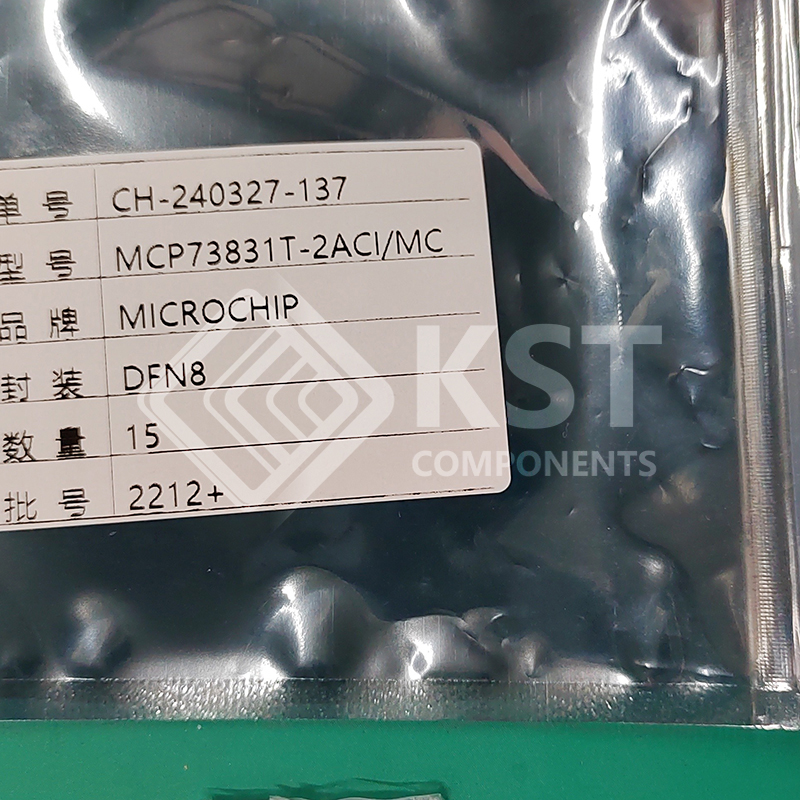 单号 CH-240327-137
型号 MCP73831T-2ACI/MC
品牌 MICROCHIP
封装 DFN8
数量 15
批号 2212+
KST
COMPONENTS